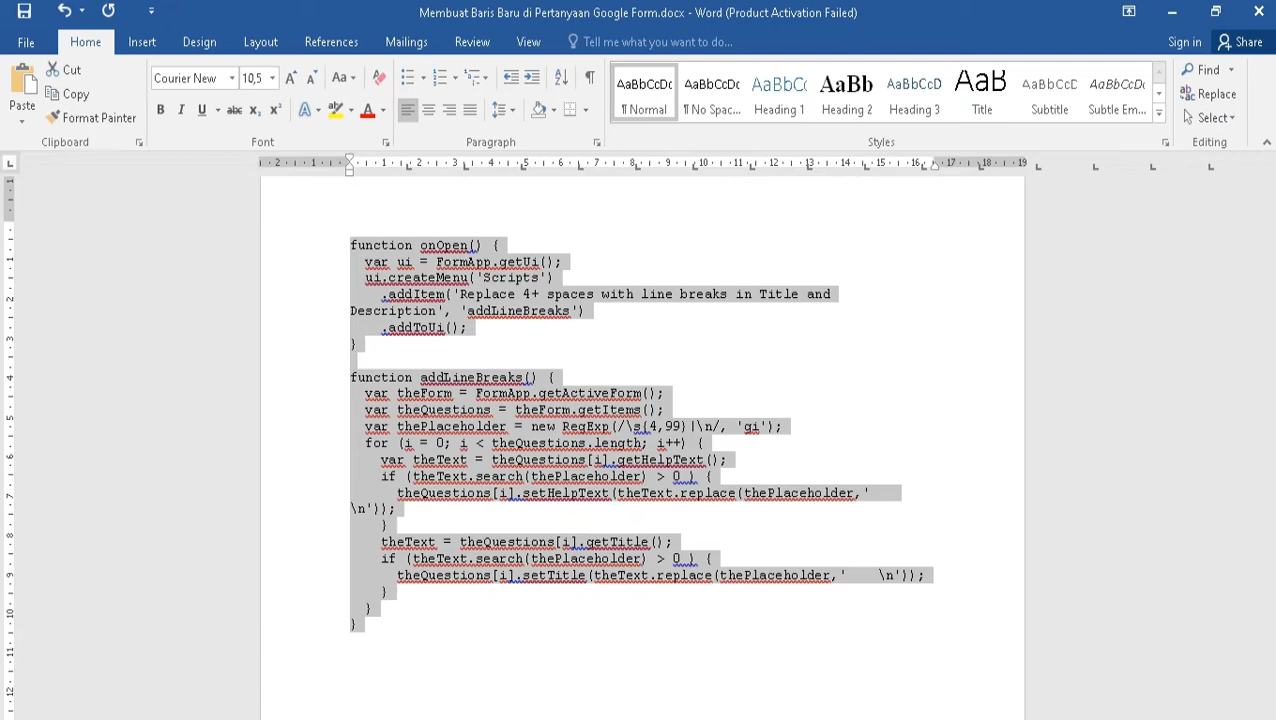 Membuat Baris Baru di Pertanyaan Google Form.docx - Word (Product Activation Failed)
File Home Insert Design Layout References Mailings Review View Tell me what you want to do... Sign in Share
Paste
Cut
Copy
Format Painter
Clipboard
Courier New 10,5
Font
Paragraph
AaBbCcDc AaBbCcDc AaBbCc AaBb AaBbCcD AaB AaBbCcD AaBbCcDc
¶ Normal ¶ No Spac... Heading 1 Heading 2 Heading 3 Title Subtitle Subtle Em...
Styles
Find
Replace
Select
Editing
function onOpen() {
var ui = FormApp.getUi();
ui.createMenu('Scripts')
.addItem('Replace 4+ spaces with line breaks in Title and
Description', 'addLineBreaks')
.addToUi();
}
function addLineBreaks() {
var theForm = FormApp.getActiveForm();
var theQuestions = theForm.getItems();
var thePlaceholder = new RegExp(/\s{4,99}|\n/, 'gi');
for (i = 0; i < theQuestions.length; i++) {
var theText = theQuestions[i].getHelpText();
if (theText.search(thePlaceholder) > 0 ) {
theQuestions[i].setHelpText(theText.replace(thePlaceholder,'
\n'));
}
theText = theQuestions[i].getTitle();
if (theText.search(thePlaceholder) > 0 ) {
theQuestions[i].setTitle(theText.replace(thePlaceholder,'    \n'));
}
}
}